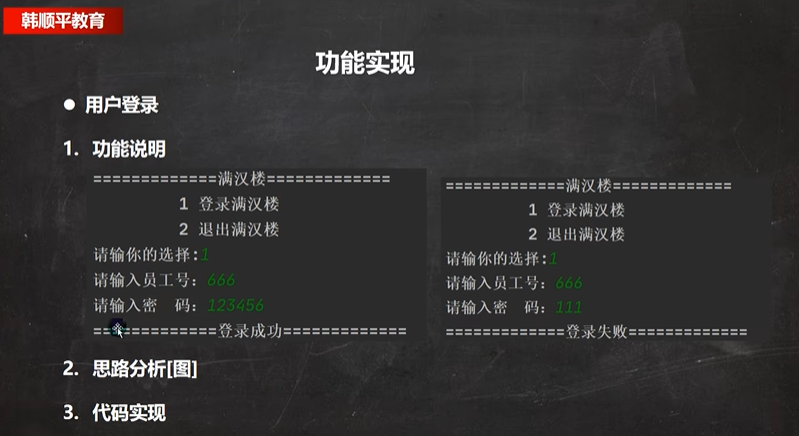 韩顺平教育
功能实现
● 用户登录
1. 功能说明
=============满汉楼=============
1 登录满汉楼
2 退出满汉楼
请输你的选择:1
请输入员工号: 666
请输入密 码: 123456
=============登录成功=============
=============满汉楼=============
1 登录满汉楼
2 退出满汉楼
请输你的选择:1
请输入员工号: 666
请输入密 码: 111
=============登录失败=============
2. 思路分析[图]
3. 代码实现